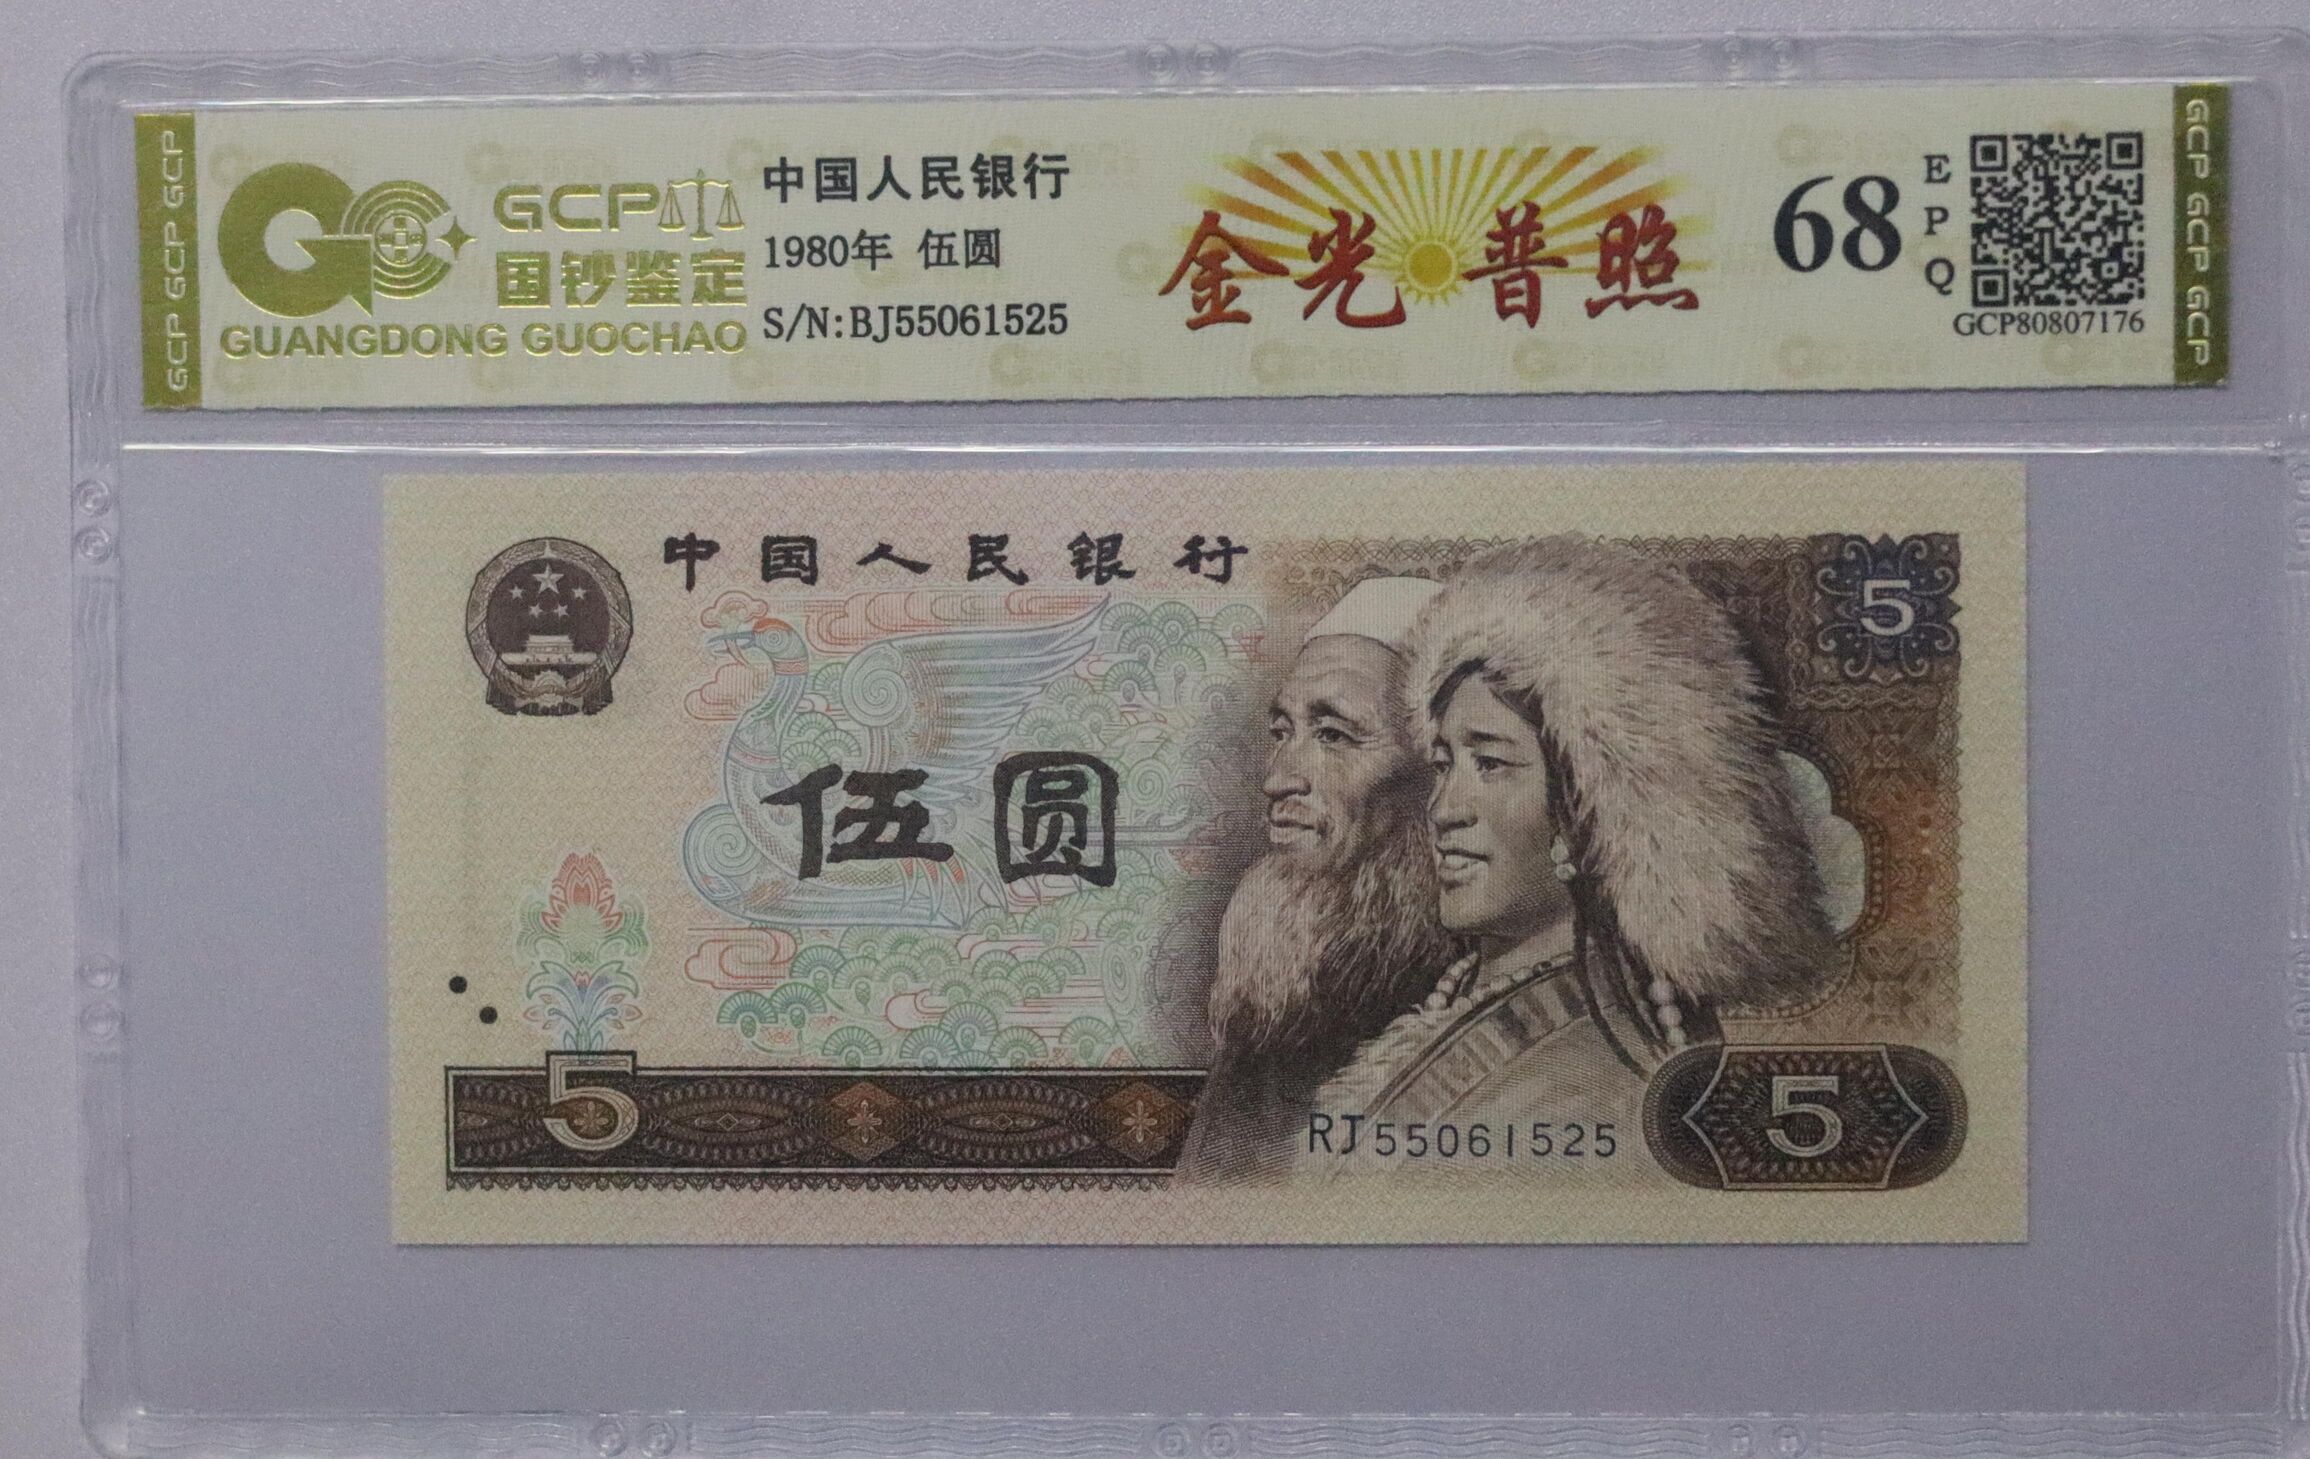 GCP GCP GCP
GCP
国钞鉴定
GUANGDONG GUOCHAO
中国人民银行
1980年 伍圆
S/N:BJ55061525
金光普照
68
EPQ
GCP80807176
GCP GCP GCP
中国人民银行
5
伍圆
5
RJ55061525
5